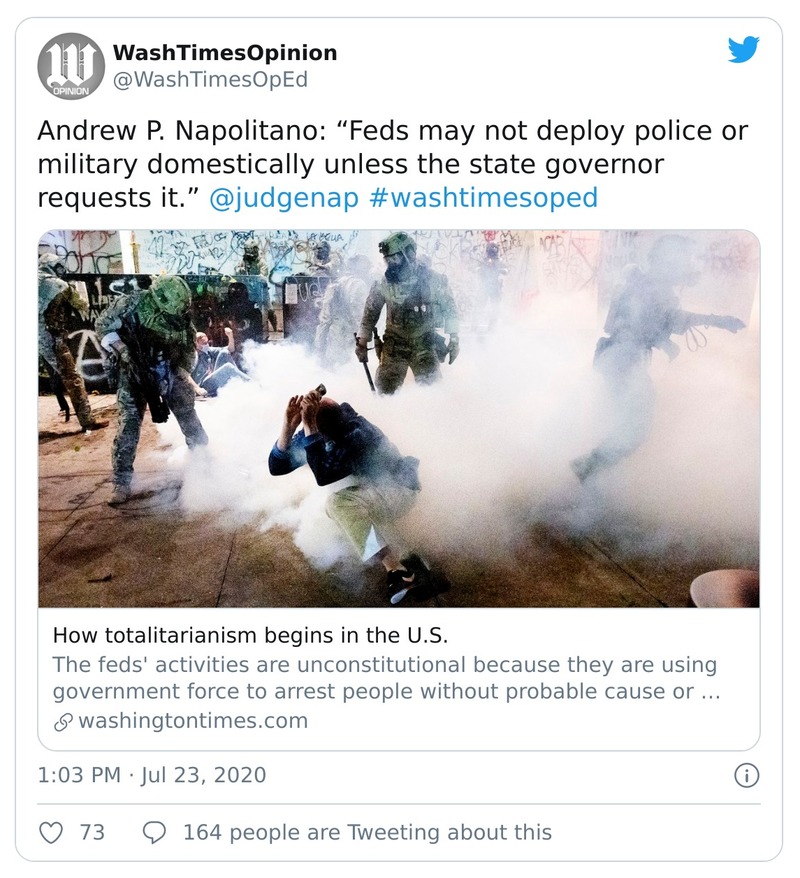 WashTimesOpinion
@WashTimesOpEd
OPINION
Andrew P. Napolitano: “Feds may not deploy police or
military domestically unless the state governor
requests it.” @judgenap #washtimesoped
How totalitarianism begins in the U.S.
The feds' activities are unconstitutional because they are using
government force to arrest people without probable cause or …
washingtontimes.com
1:03 PM · Jul 23, 2020
73
164 people are Tweeting about this